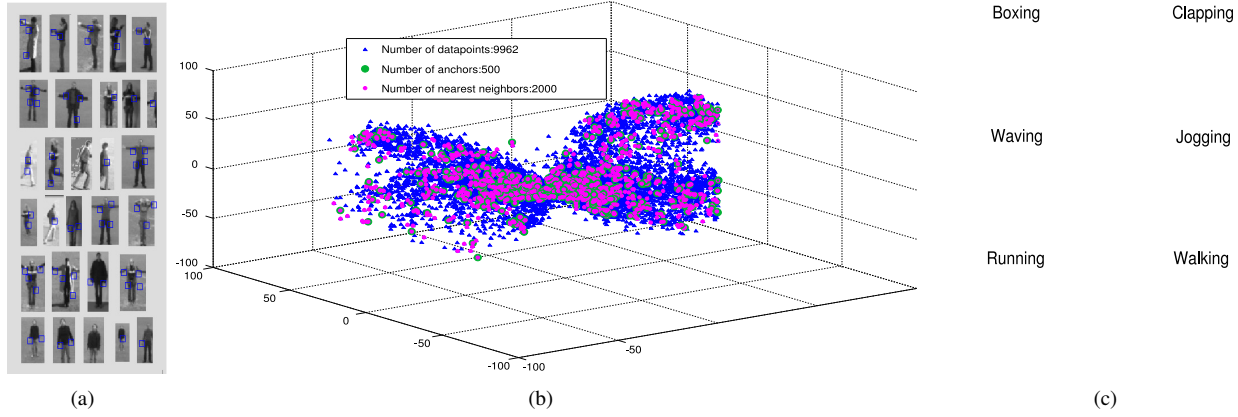 Number of datapoints:9962
Number of anchors:500
Number of nearest neighbors:2000
100
50
0
-50
-100
100
50
0
-50
-100
-100
-50
Boxing
Clapping
Waving
Jogging
Running
Walking
(a)
(b)
(c)